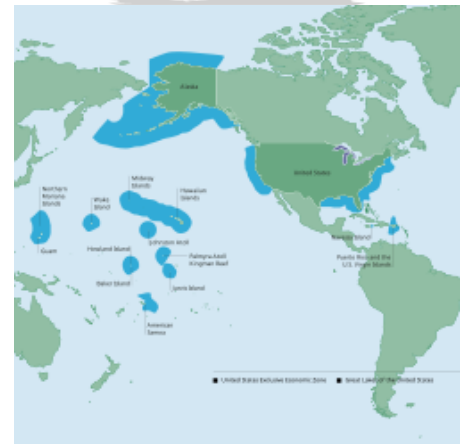 Alaska
United States
Northern
Mariana
Islands
Guam
Wake
Island
Midway
Islands
Hawaiian
Islands
Johnston Atoll
Howland Island
Baker Island
Palmyra Atoll
Kingman Reef
Jarvis Island
American
Samoa
Navassa Island
Puerto Rico and the
U.S. Virgin Islands
United States Exclusive Economic Zone
Great Lakes of the United States